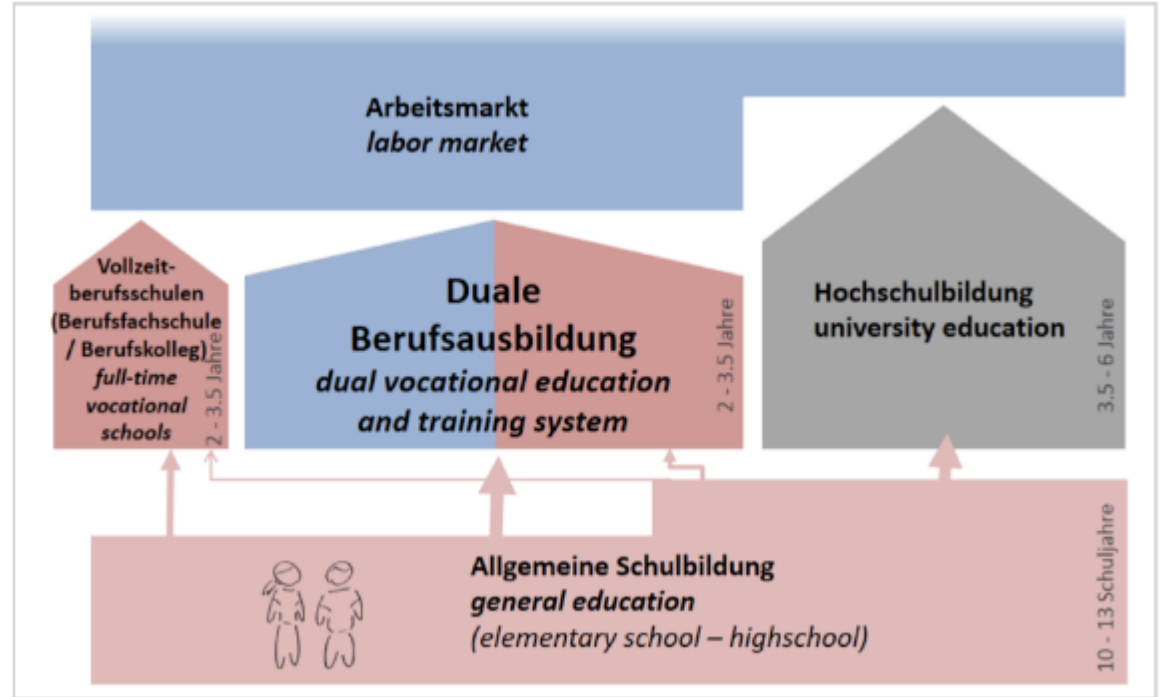 Arbeitsmarkt
labor market
Vollzeit-
berufsschulen
(Berufsfachschule
/ Berufskolleg)
full-time
vocational
schools
2 - 3.5 Jahre
Duale
Berufsausbildung
dual vocational education
and training system
2 - 3.5 Jahre
Hochschulbildung
university education
3.5 - 6 Jahre
Allgemeine Schulbildung
general education
(elementary school – highschool)
10 - 13 Schuljahre